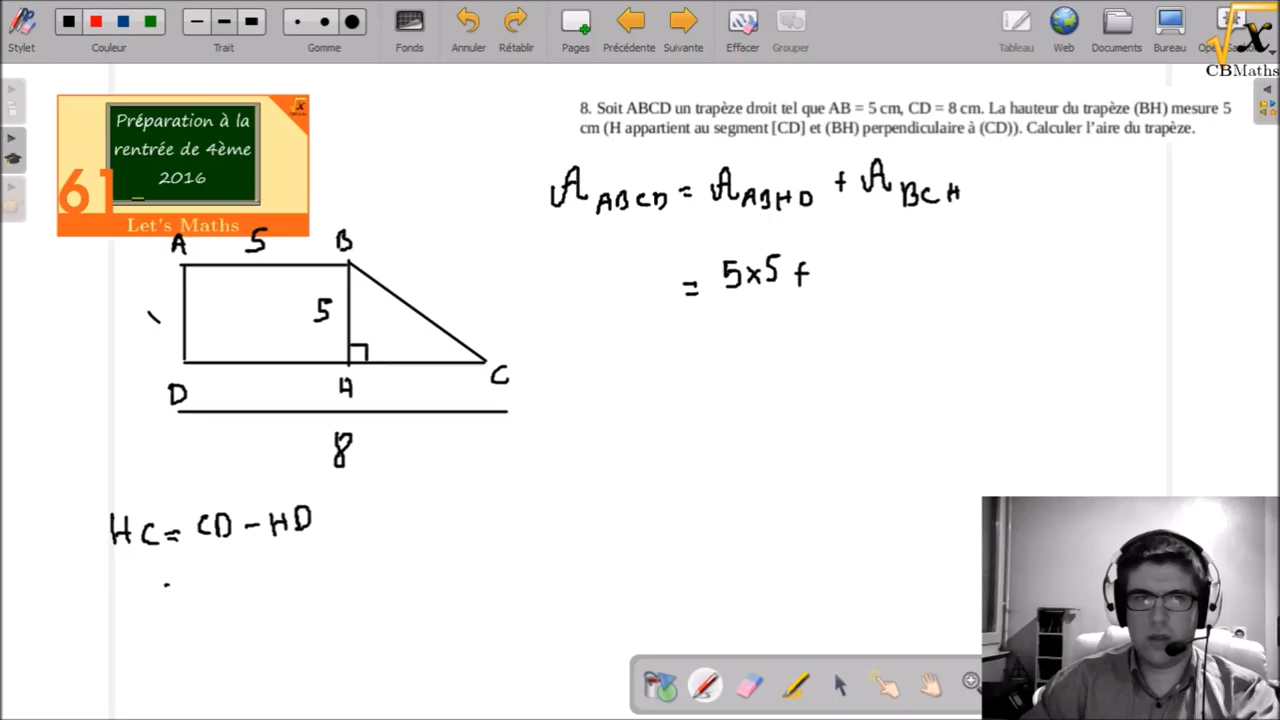 Stylet
Couleur
Trait
Gomme
Fonds
Annuler
Rétablir
Pages
Précédente
Suivante
Effacer
Grouper
Tableau
Web
Documents
Bureau
x
CBMaths
Préparation à la
rentrée de 4ème
2016
61
Let's Maths
8. Soit ABCD un trapèze droit tel que AB = 5 cm, CD = 8 cm. La hauteur du trapèze (BH) mesure 5
cm (H appartient au segment [CD] et (BH) perpendiculaire à (CD)). Calculer l'aire du trapèze.
A ABCD = A ABHD + A BCH
= 5x5 +
A 5 B
5
D H C
8
HC = CD - HD